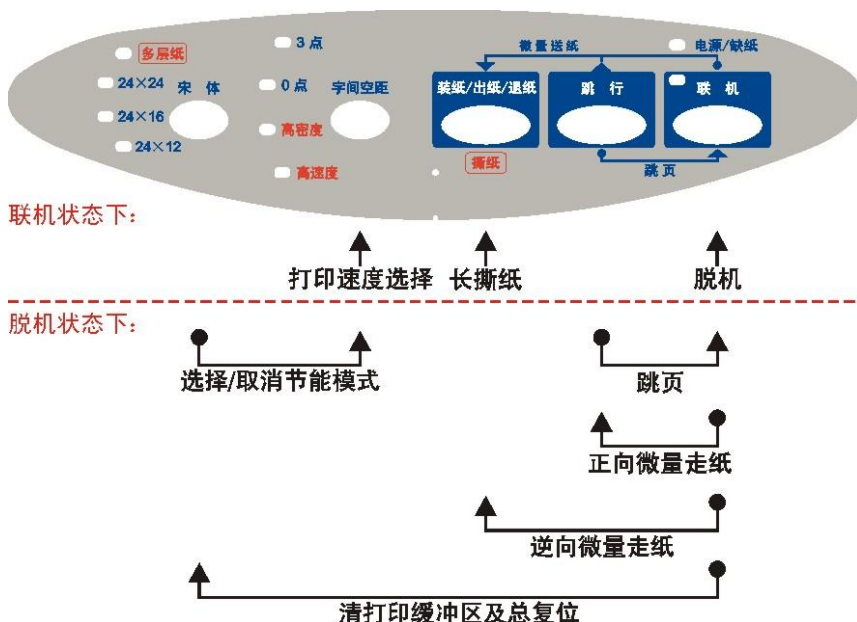 3 点
微量送纸
电源/缺纸
多层纸
24×24
宋 体
0 点
字间空距
装纸/出纸/退纸
跳 行
联 机
24×16
高密度
24×12
撕纸
跳 页
高速度
联机状态下:
打印速度选择
长撕纸
脱机
脱机状态下:
选择/取消节能模式
跳页
正向微量走纸
逆向微量走纸
清打印缓冲区及总复位